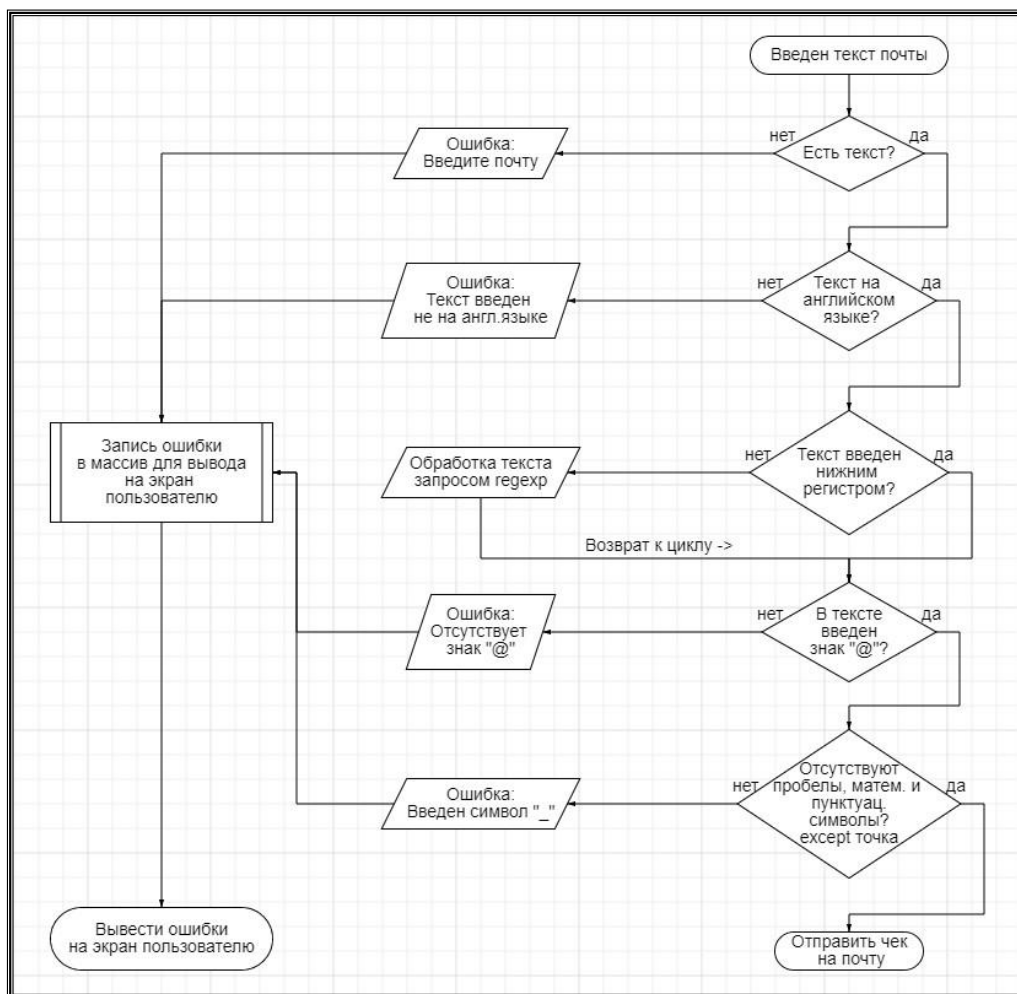 Введен текст почты
нет
да
Ошибка:
Введите почту
Есть текст?
нет
да
Ошибка:
Текст введен
не на англ.языке
Текст на
английском
языке?
Запись ошибки
в массив для вывода
на экран
пользователю
Обработка текста
запросом regexp
нет
да
Текст введен
нижним
регистром?
Возврат к циклу ->
Ошибка:
Отсутствует
знак "@"
нет
да
В тексте
введен
знак "@"?
Ошибка:
Введен символ "_"
нет
да
Отсутствуют
пробелы, матем. и
пунктуац.
символы?
except точка
Вывести ошибки
на экран пользователю
Отправить чек
на почту